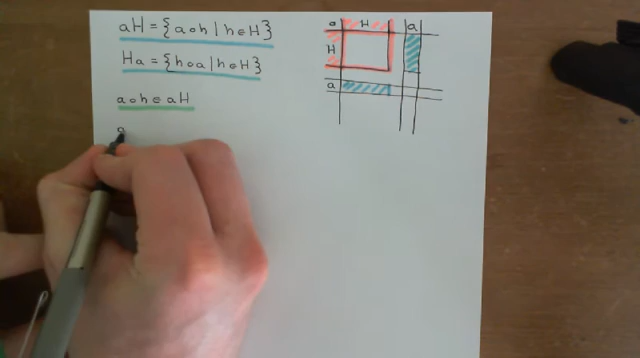 aH = {a∘h | h∈H}
Ha = {h∘a | h∈H}
a∘h ∈ aH
a
H
a
H
a